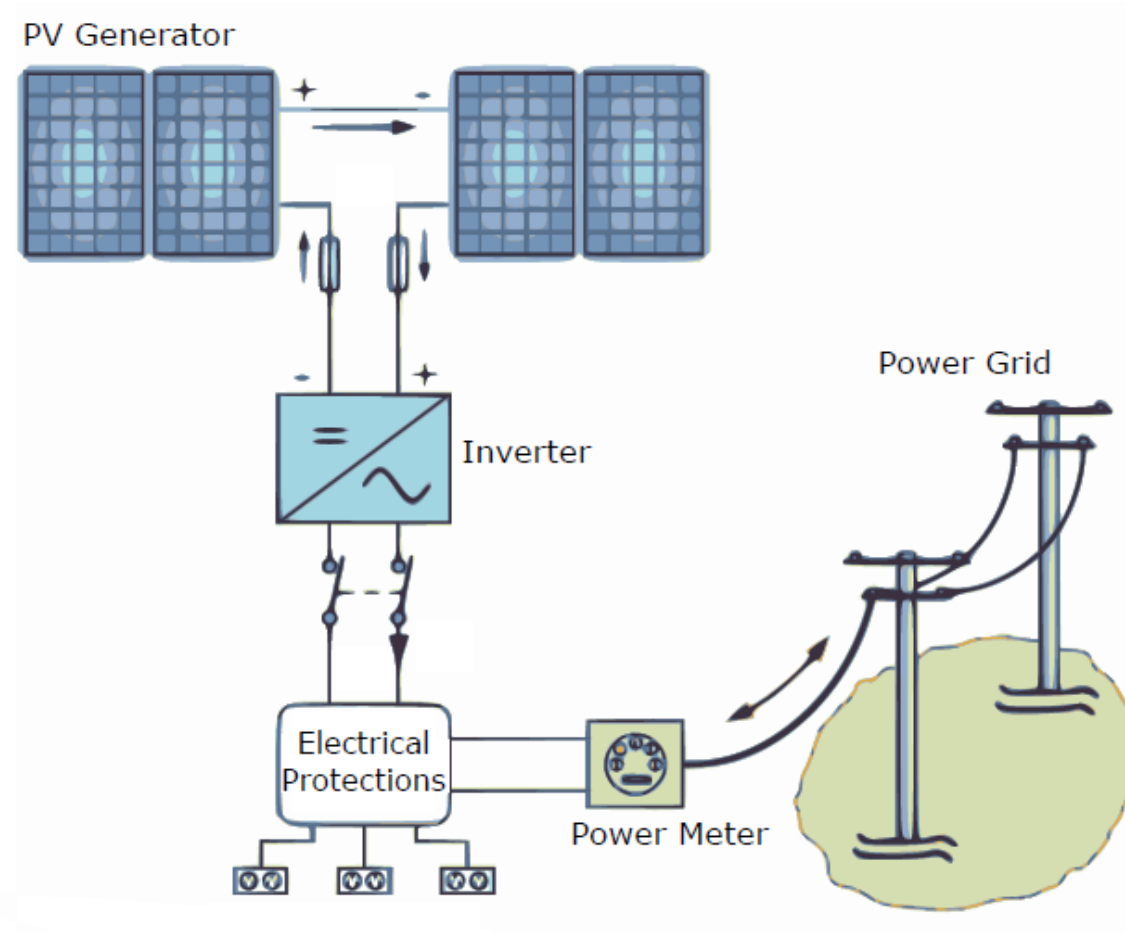 PV Generator
Power Grid
Inverter
Electrical
Protections
Power Meter